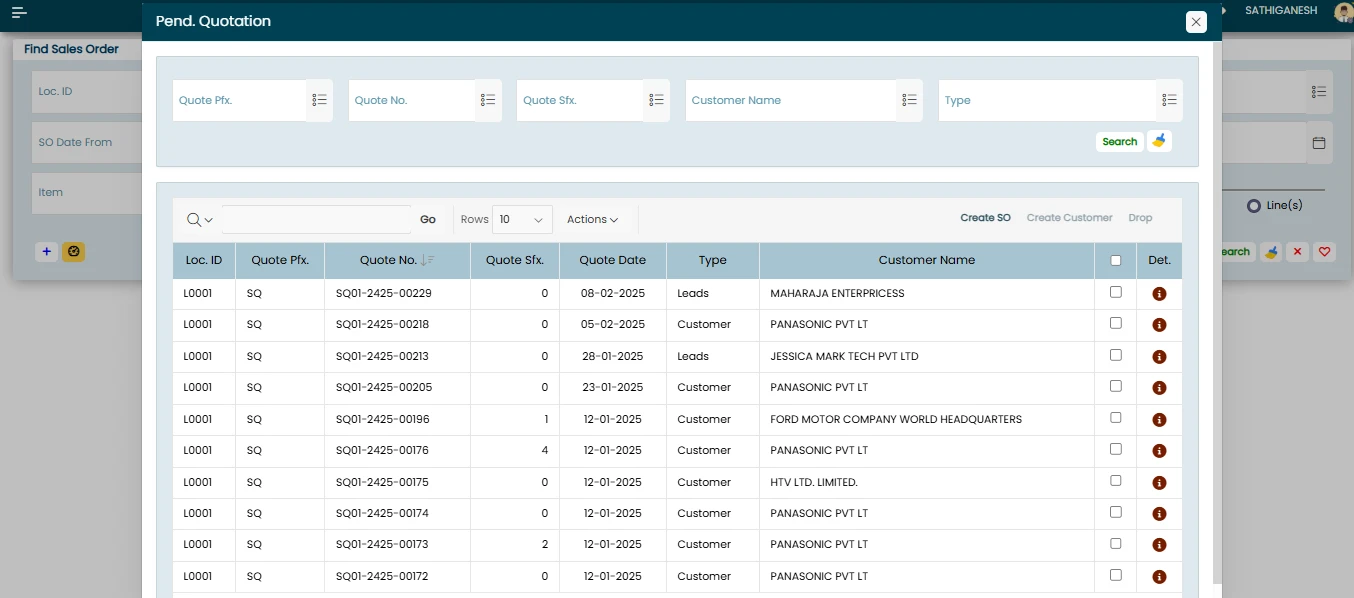 Pend. Quotation
SATHIGANESH
Find Sales Order
Loc. ID
SO Date From
Item
Quote Pfx.
Quote No.
Quote Sfx.
Customer Name
Type
Search
Line(s)
earch
Go
Rows 10
Actions
Create SO
Create Customer
Drop
Loc. ID Quote Pfx. Quote No. Quote Sfx. Quote Date Type Customer Name Det.
L0001 SQ SQ01-2425-00229 0 08-02-2025 Leads MAHARAJA ENTERPRICESS
L0001 SQ SQ01-2425-00218 0 05-02-2025 Customer PANASONIC PVT LT
L0001 SQ SQ01-2425-00213 0 28-01-2025 Leads JESSICA MARK TECH PVT LTD
L0001 SQ SQ01-2425-00205 0 23-01-2025 Customer PANASONIC PVT LT
L0001 SQ SQ01-2425-00196 1 12-01-2025 Customer FORD MOTOR COMPANY WORLD HEADQUARTERS
L0001 SQ SQ01-2425-00176 4 12-01-2025 Customer PANASONIC PVT LT
L0001 SQ SQ01-2425-00175 0 12-01-2025 Customer HTV LTD. LIMITED.
L0001 SQ SQ01-2425-00174 0 12-01-2025 Customer PANASONIC PVT LT
L0001 SQ SQ01-2425-00173 2 12-01-2025 Customer PANASONIC PVT LT
L0001 SQ SQ01-2425-00172 0 12-01-2025 Customer PANASONIC PVT LT